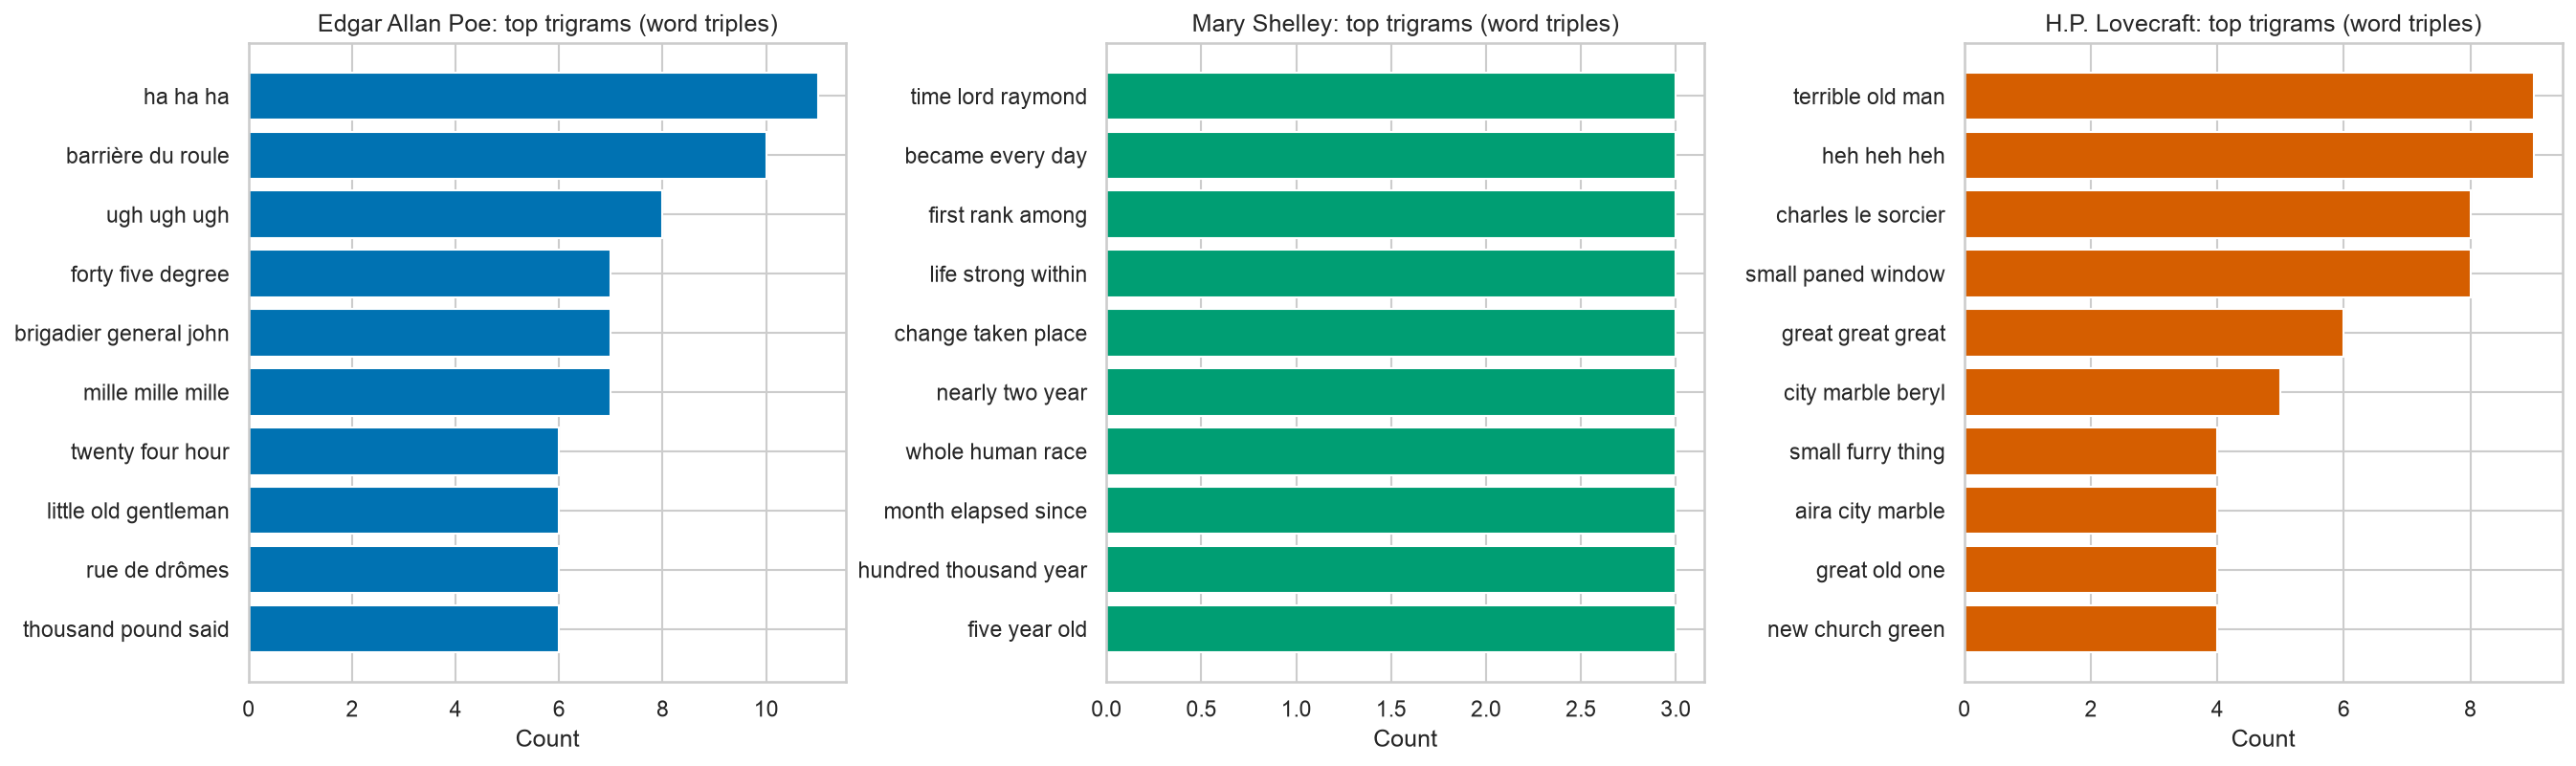 Edgar Allan Poe: top trigrams (word triples)
ha ha ha
barrière du roule
ugh ugh ugh
forty five degree
brigadier general john
mille mille mille
twenty four hour
little old gentleman
rue de drômes
thousand pound said
0 2 4 6 8 10
Count
Mary Shelley: top trigrams (word triples)
time lord raymond
became every day
first rank among
life strong within
change taken place
nearly two year
whole human race
month elapsed since
hundred thousand year
five year old
0.0 0.5 1.0 1.5 2.0 2.5 3.0
Count
H.P. Lovecraft: top trigrams (word triples)
terrible old man
heh heh heh
charles le sorcier
small paned window
great great great
city marble beryl
small furry thing
aira city marble
great old one
new church green
0 2 4 6 8
Count